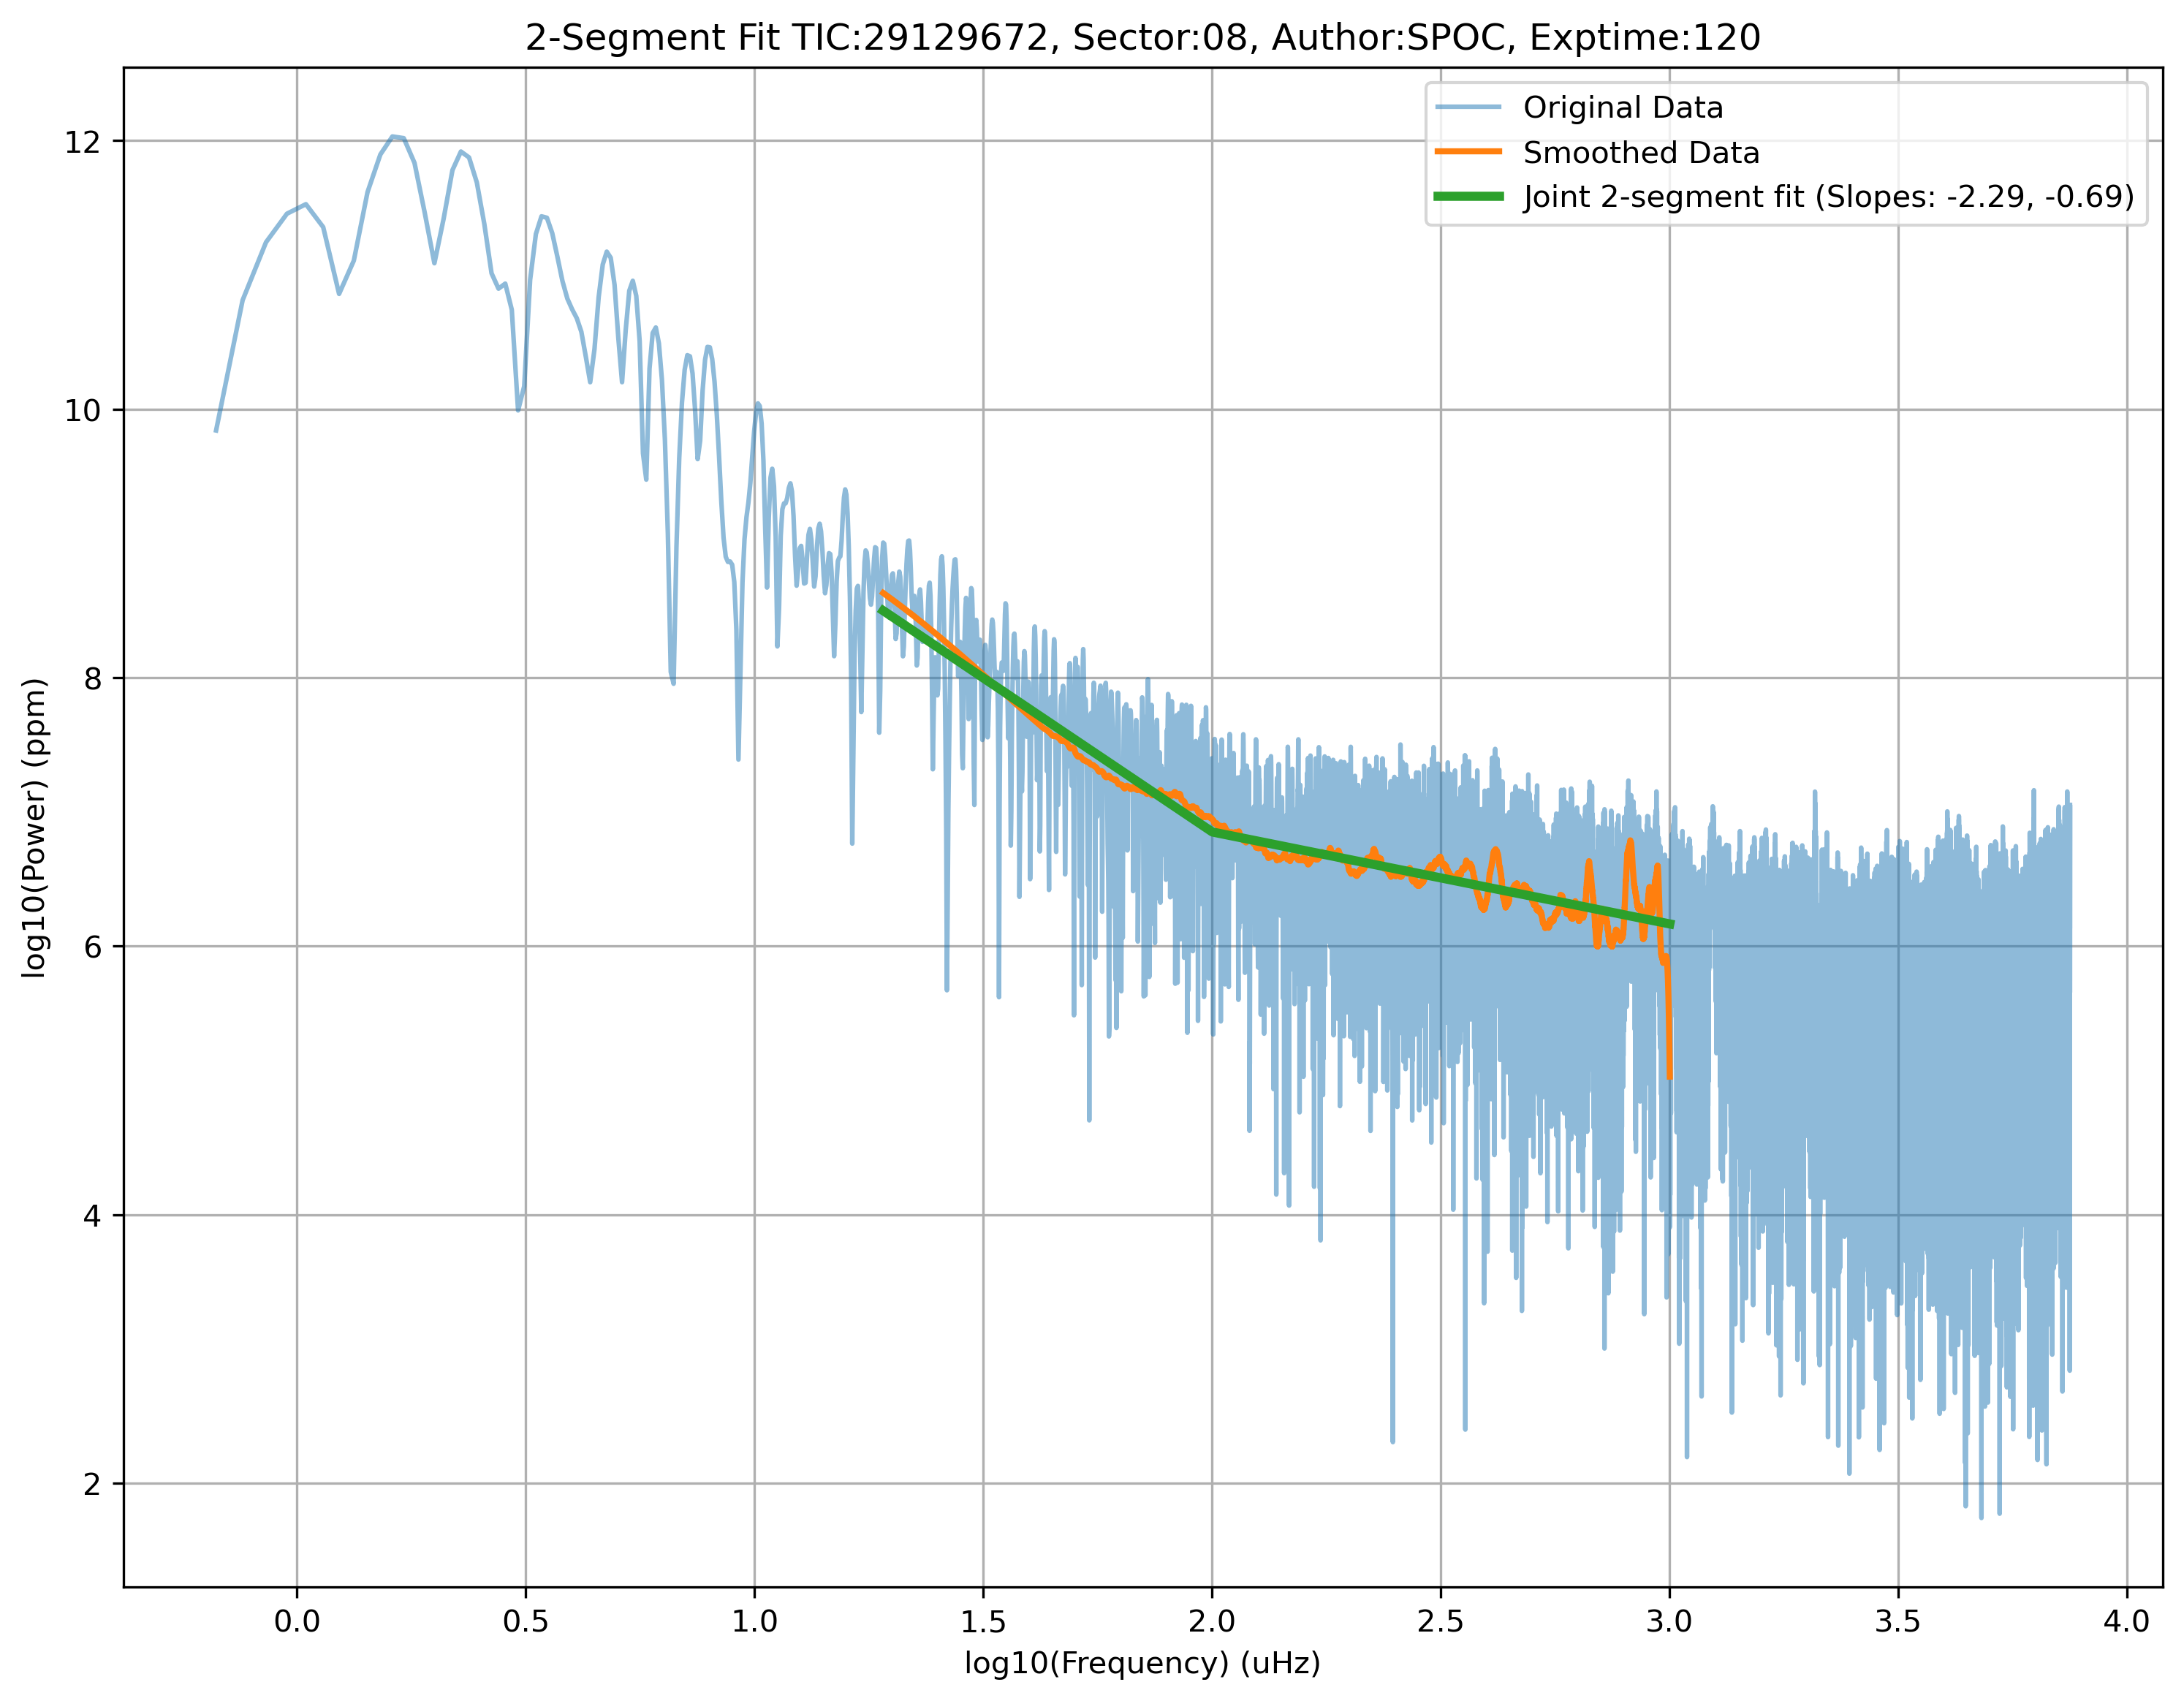 2-Segment Fit TIC:29129672, Sector:08, Author:SPOC, Exptime:120
Original Data
Smoothed Data
Joint 2-segment fit (Slopes: -2.29, -0.69)
log10(Power) (ppm)
12
10
8
6
4
2
0.0 0.5 1.0 1.5 2.0 2.5 3.0 3.5 4.0
log10(Frequency) (uHz)